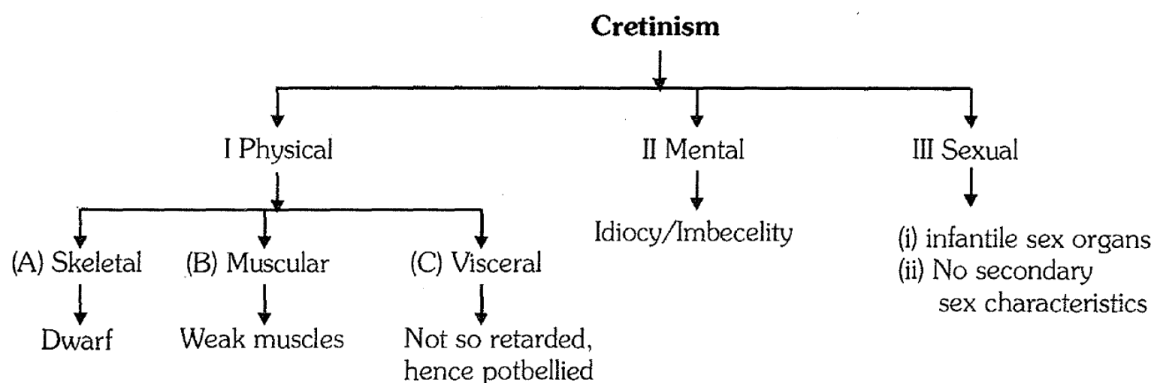 Cretinism
I Physical
II Mental
III Sexual
Idiocy/Imbecelity
(i) infantile sex organs
(ii) No secondary
sex characteristics
(A) Skeletal
(B) Muscular
(C) Visceral
Dwarf
Weak muscles
Not so retarded,
hence potbellied